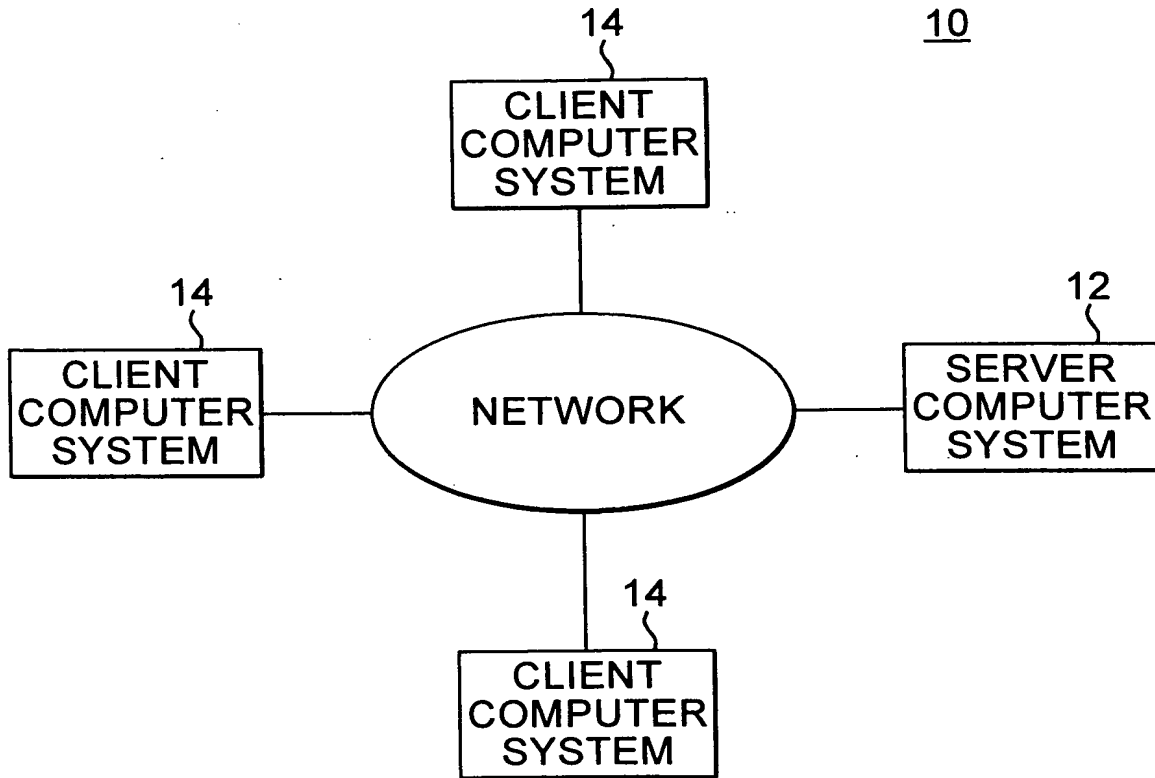 10
14
CLIENT
COMPUTER
SYSTEM
14
CLIENT
COMPUTER
SYSTEM
NETWORK
12
SERVER
COMPUTER
SYSTEM
14
CLIENT
COMPUTER
SYSTEM